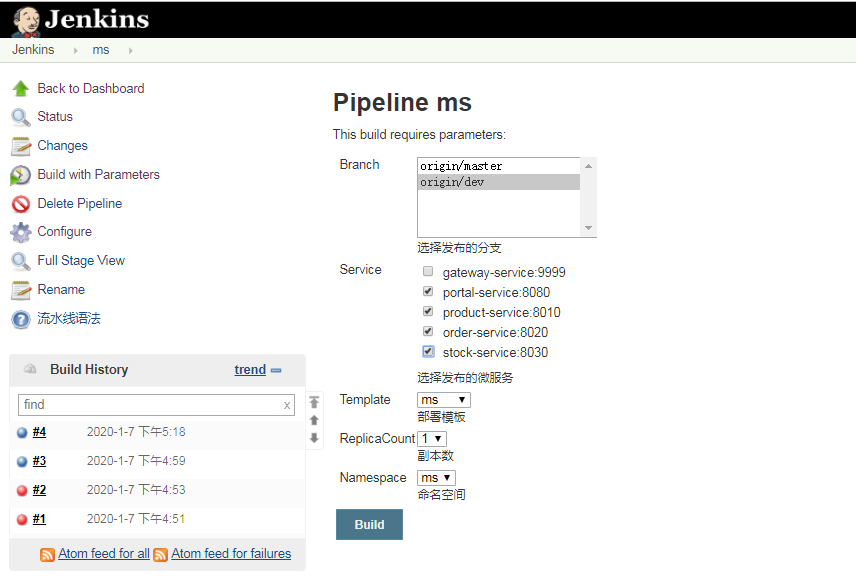 Jenkins
Jenkins ms
Back to Dashboard
Status
Changes
Build with Parameters
Delete Pipeline
Configure
Full Stage View
Rename
流水线语法
Build History trend
find x
#4 2020-1-7 下午5:18
#3 2020-1-7 下午4:59
#2 2020-1-7 下午4:53
#1 2020-1-7 下午4:51
Atom feed for all Atom feed for failures
Pipeline ms
This build requires parameters:
Branch
origin/master
origin/dev
选择发布的分支
Service
gateway-service:9999
portal-service:8080
product-service:8010
order-service:8020
stock-service:8030
选择发布的微服务
Template ms
部署模板
ReplicaCount 1
副本数
Namespace ms
命名空间
Build